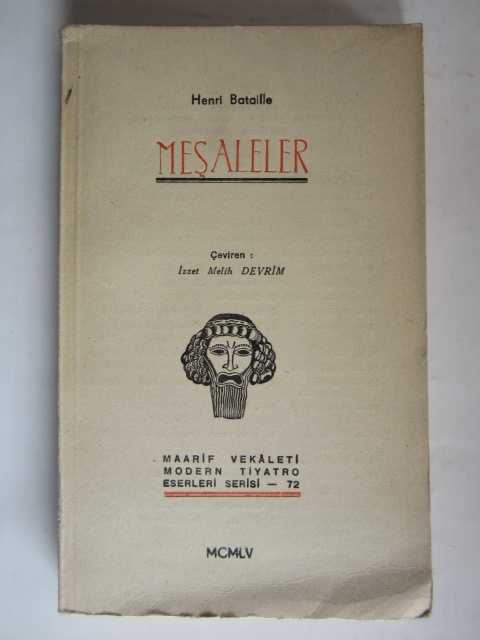 Henri Bataille
MEŞALELER
Çeviren :
İzzet Melih DEVRİM
MAARİF VEKÂLETİ
MODERN TİYATRO
ESERLERİ SERİSİ — 72
MCMLV